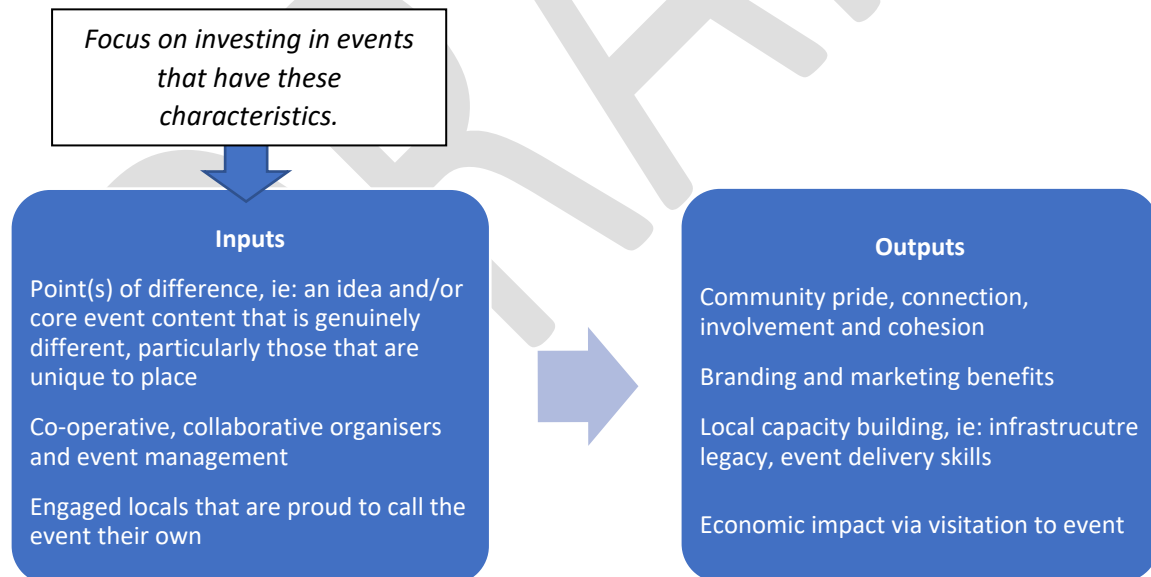 Focus on investing in events
that have these
characteristics.
Inputs
Point(s) of difference, ie: an idea and/or
core event content that is genuinely
different, particularly those that are
unique to place
Co-operative, collaborative organisers
and event management
Engaged locals that are proud to call the
event their own
Outputs
Community pride, connection,
involvement and cohesion
Branding and marketing benefits
Local capacity building, ie: infrastrucutre
legacy, event delivery skills
Economic impact via visitation to event